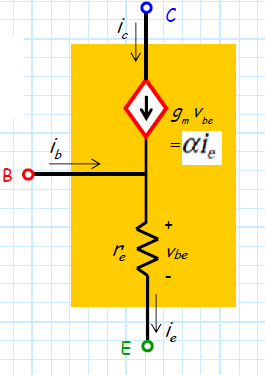 C
i_c
g_m v_be
= αi_e
i_b
B
+
r_e v_be
-
i_e
E